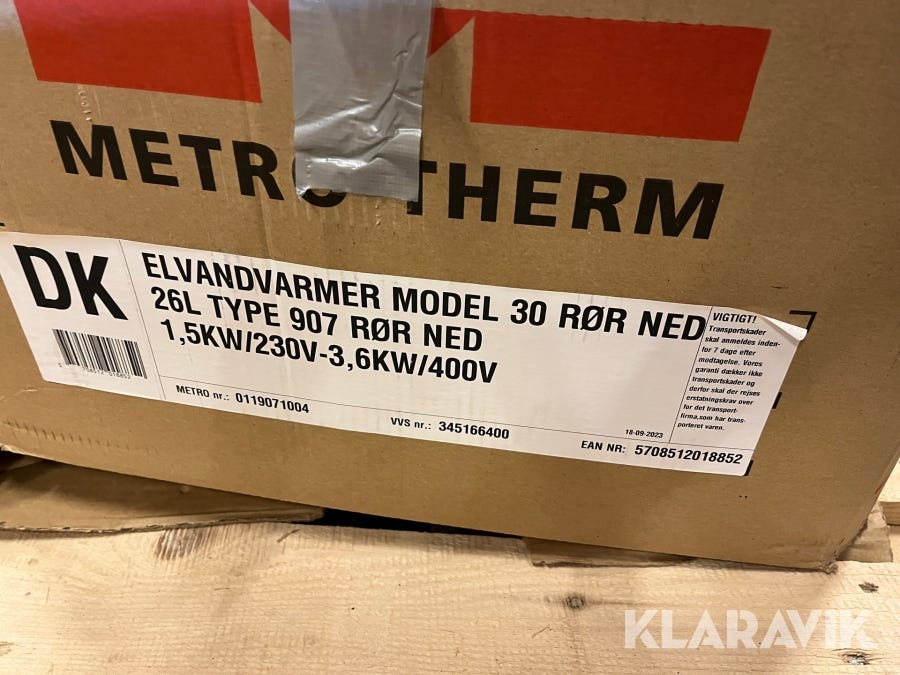 METRO THERM
DK
ELVANDVARMER MODEL 30 RØR NED
26L TYPE 907 RØR NED
1,5KW/230V-3,6KW/400V
METRO nr.: 0119071004
VVS nr.: 345166400
18-09-2023
EAN NR: 5708512018852
VIGTIGT!
Transportskader
skal anmeldes inden-
for 7 dage efter
modtagelse. Vores
garanti dækker ikke
transportskader og
derfor skal der rejses
erstatningskrav over
for det transport-
firma,som har trans-
porteret varen.
KLARAVIK